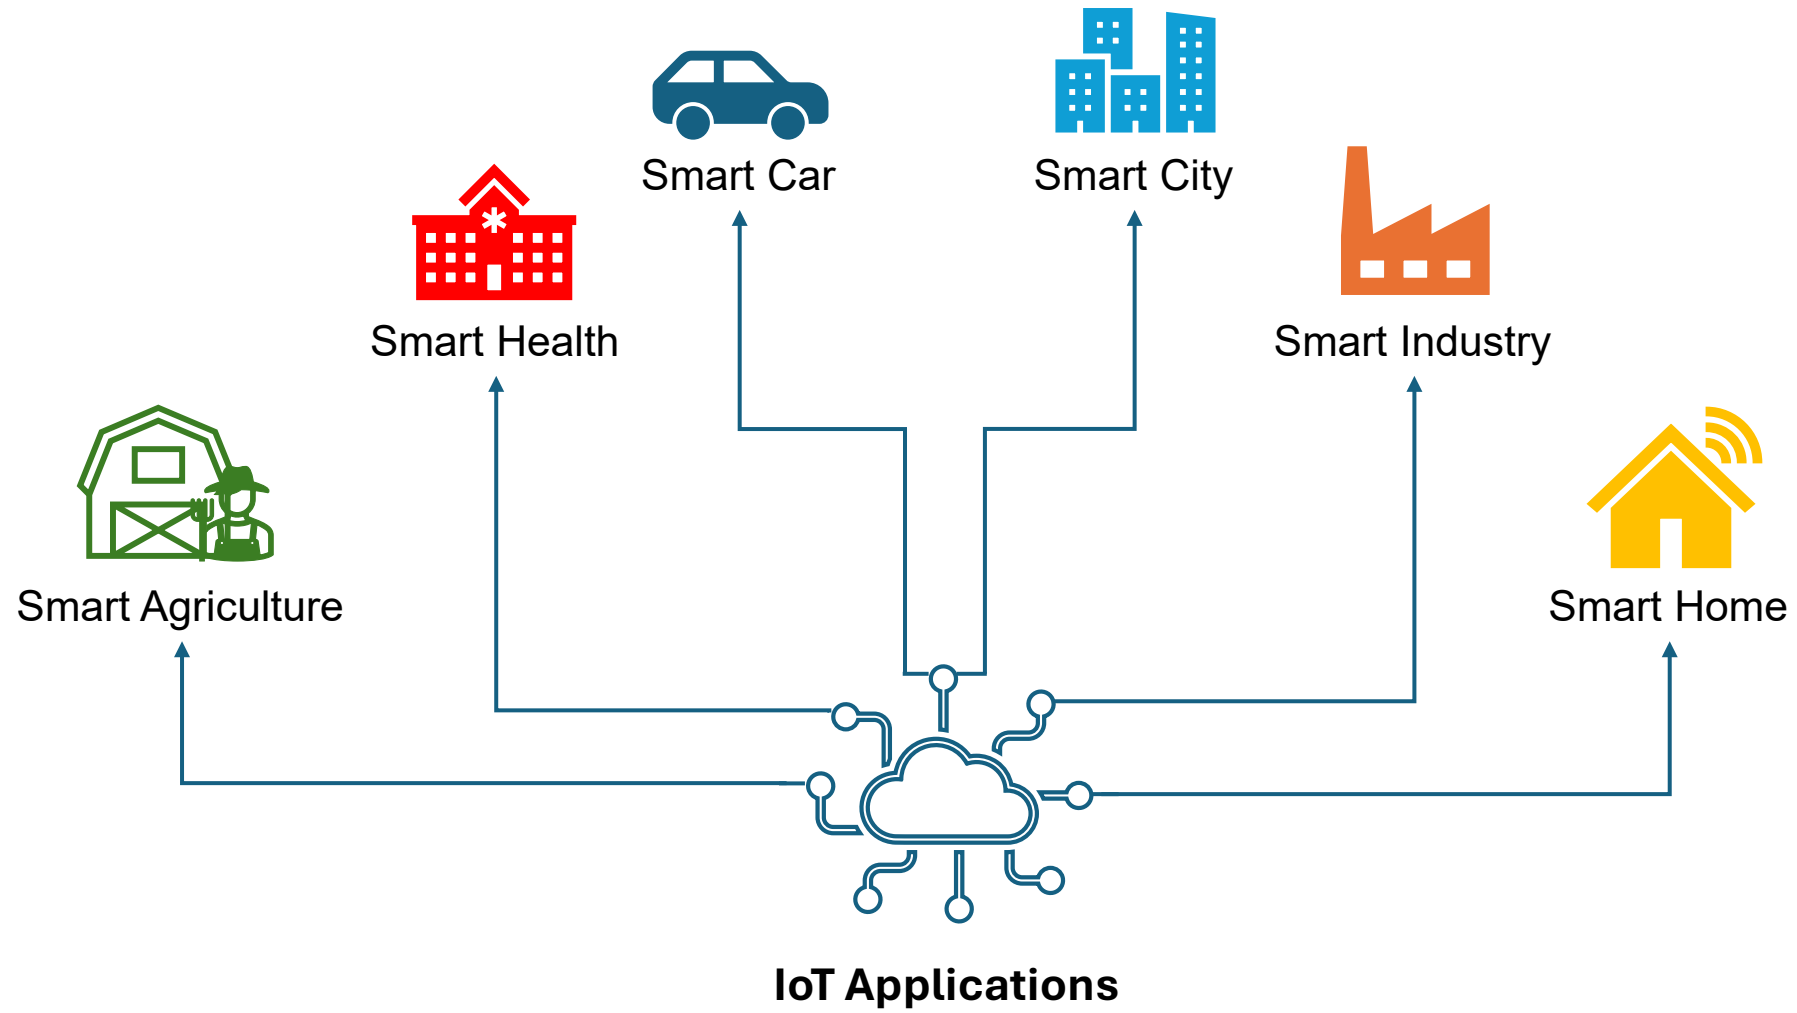 Smart Car
Smart City
Smart Health
Smart Industry
Smart Agriculture
Smart Home
IoT Applications